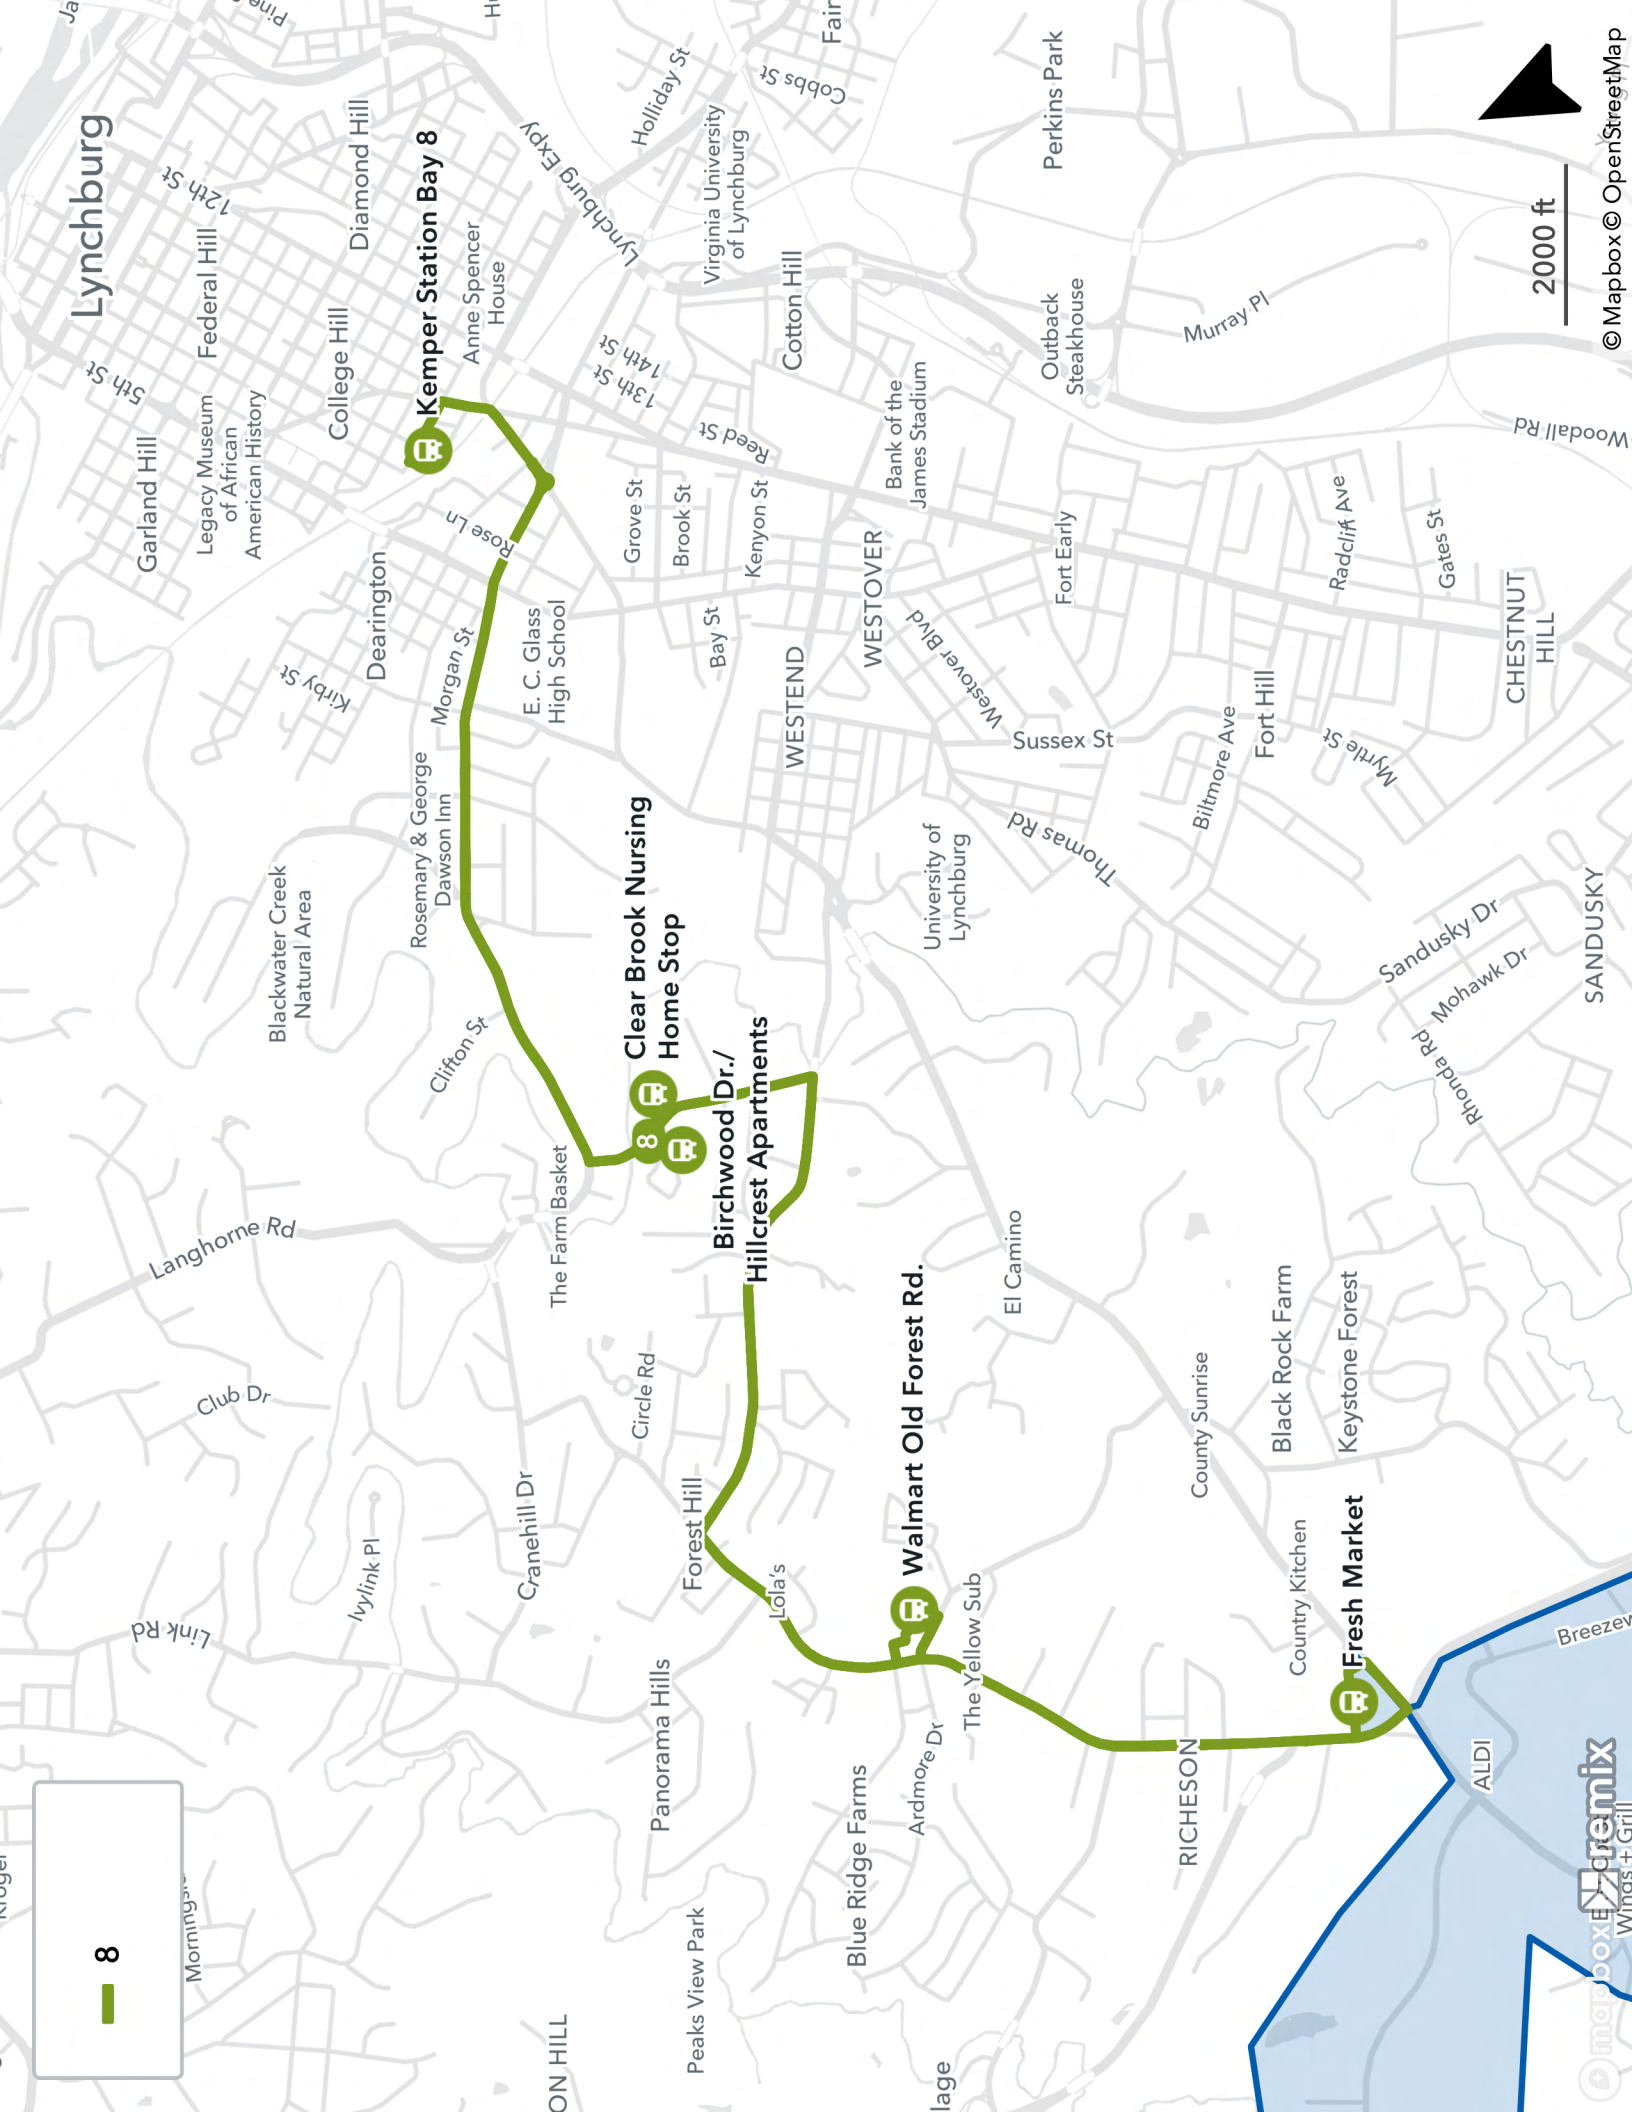 8
Lynchburg
5th St
12th St
Garland Hill
Federal Hill
Legacy Museum
of African
American History
College Hill
Diamond Hill
Kemper Station Bay 8
Anne Spencer
House
Lynchburg Expy
Holliday St
Cobbs St
Virginia University
of Lynchburg
Cotton Hill
Perkins Park
Outback
Steakhouse
Murray Pl
Woodall Rd
14th St
13th St
Reed St
Grove St
Brook St
Kenyon St
Bay St
Bank of the
James Stadium
WESTOVER
Westover Blvd
Fort Early
Radcliff Ave
Gates St
CHESTNUT
HILL
Rose Ln
Dearington
Kirby St
Morgan St
E. C. Glass
High School
WESTEND
Sussex St
Fort Hill
Biltmore Ave
Myrtle St
Thomas Rd
Rosemary & George
Dawson Inn
Blackwater Creek
Natural Area
Clifton St
University of
Lynchburg
Sandusky Dr
Mohawk Dr
Rhonda Rd
SANDUSKY
Clear Brook Nursing
Home Stop
8
Birchwood Dr./
Hillcrest Apartments
The Farm Basket
Langhorne Rd
Club Dr
Circle Rd
Cranehill Dr
Ivylink Pl
Link Rd
Forest Hill
Lola's
El Camino
Walmart Old Forest Rd.
The Yellow Sub
County Sunrise
Black Rock Farm
Keystone Forest
Country Kitchen
Fresh Market
Panorama Hills
Blue Ridge Farms
Ardmore Dr
RICHESON
ALDI
Peaks View Park
ON HILL
lage
Wings + Grill
mapbox
remix
2000 ft
© Mapbox © OpenStreetMap